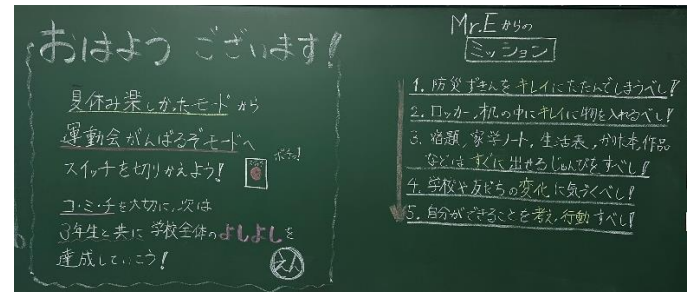 おはようございます!
夏休み楽しかったモードから
運動会がんばるぞモードへ
スイッチを切りかえよう!
ポチッ!
コ・ミ・チを大切に、次は
3年生と共に学校全体のよしよしを
達成していこう!
Mr.Eからの
ミッション
1. 防災ずきんをキレイにたたんでしまうべし!
2. ロッカー、机の中にキレイに物を入れるべし!
3. 宿題、家学ノート、生活表、かり本、作品
などはすぐに出せるじゅんびをすべし!
4. 学校や友だちの変化に気づくべし!
5. 自分ができることを考え、行動すべし!